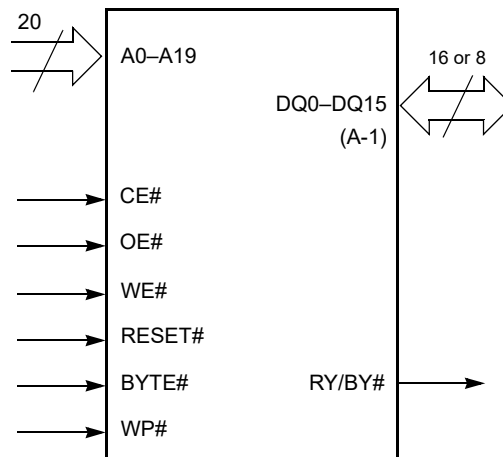 20
A0–A19
16 or 8
DQ0–DQ15
(A-1)
CE#
OE#
WE#
RESET#
BYTE#
RY/BY#
WP#